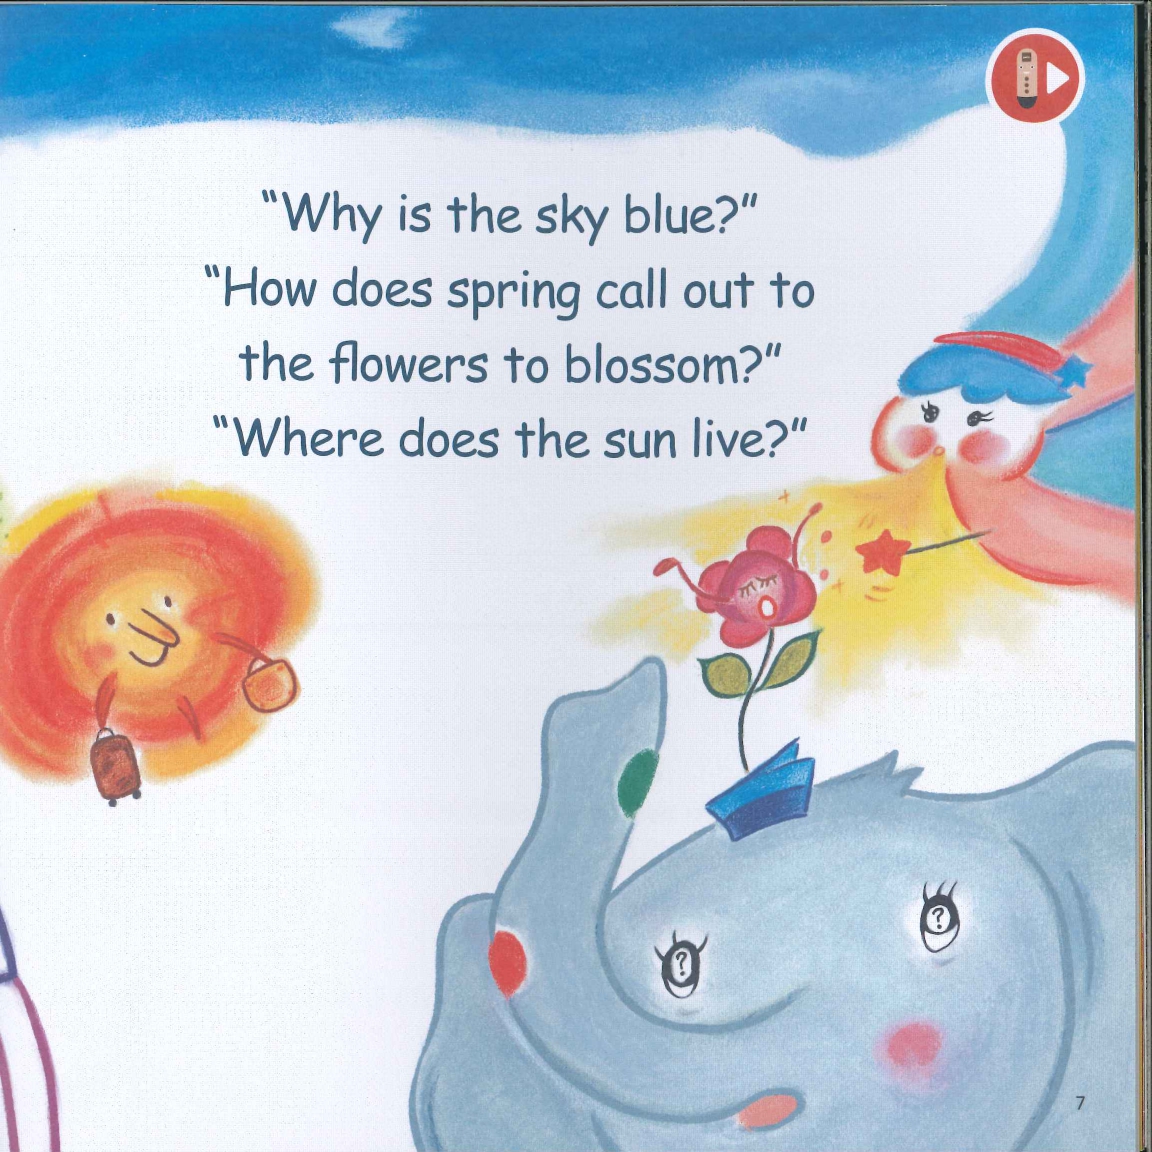 “Why is the sky blue?”
“How does spring call out to
the flowers to blossom?”
“Where does the sun live?”
?
?
7